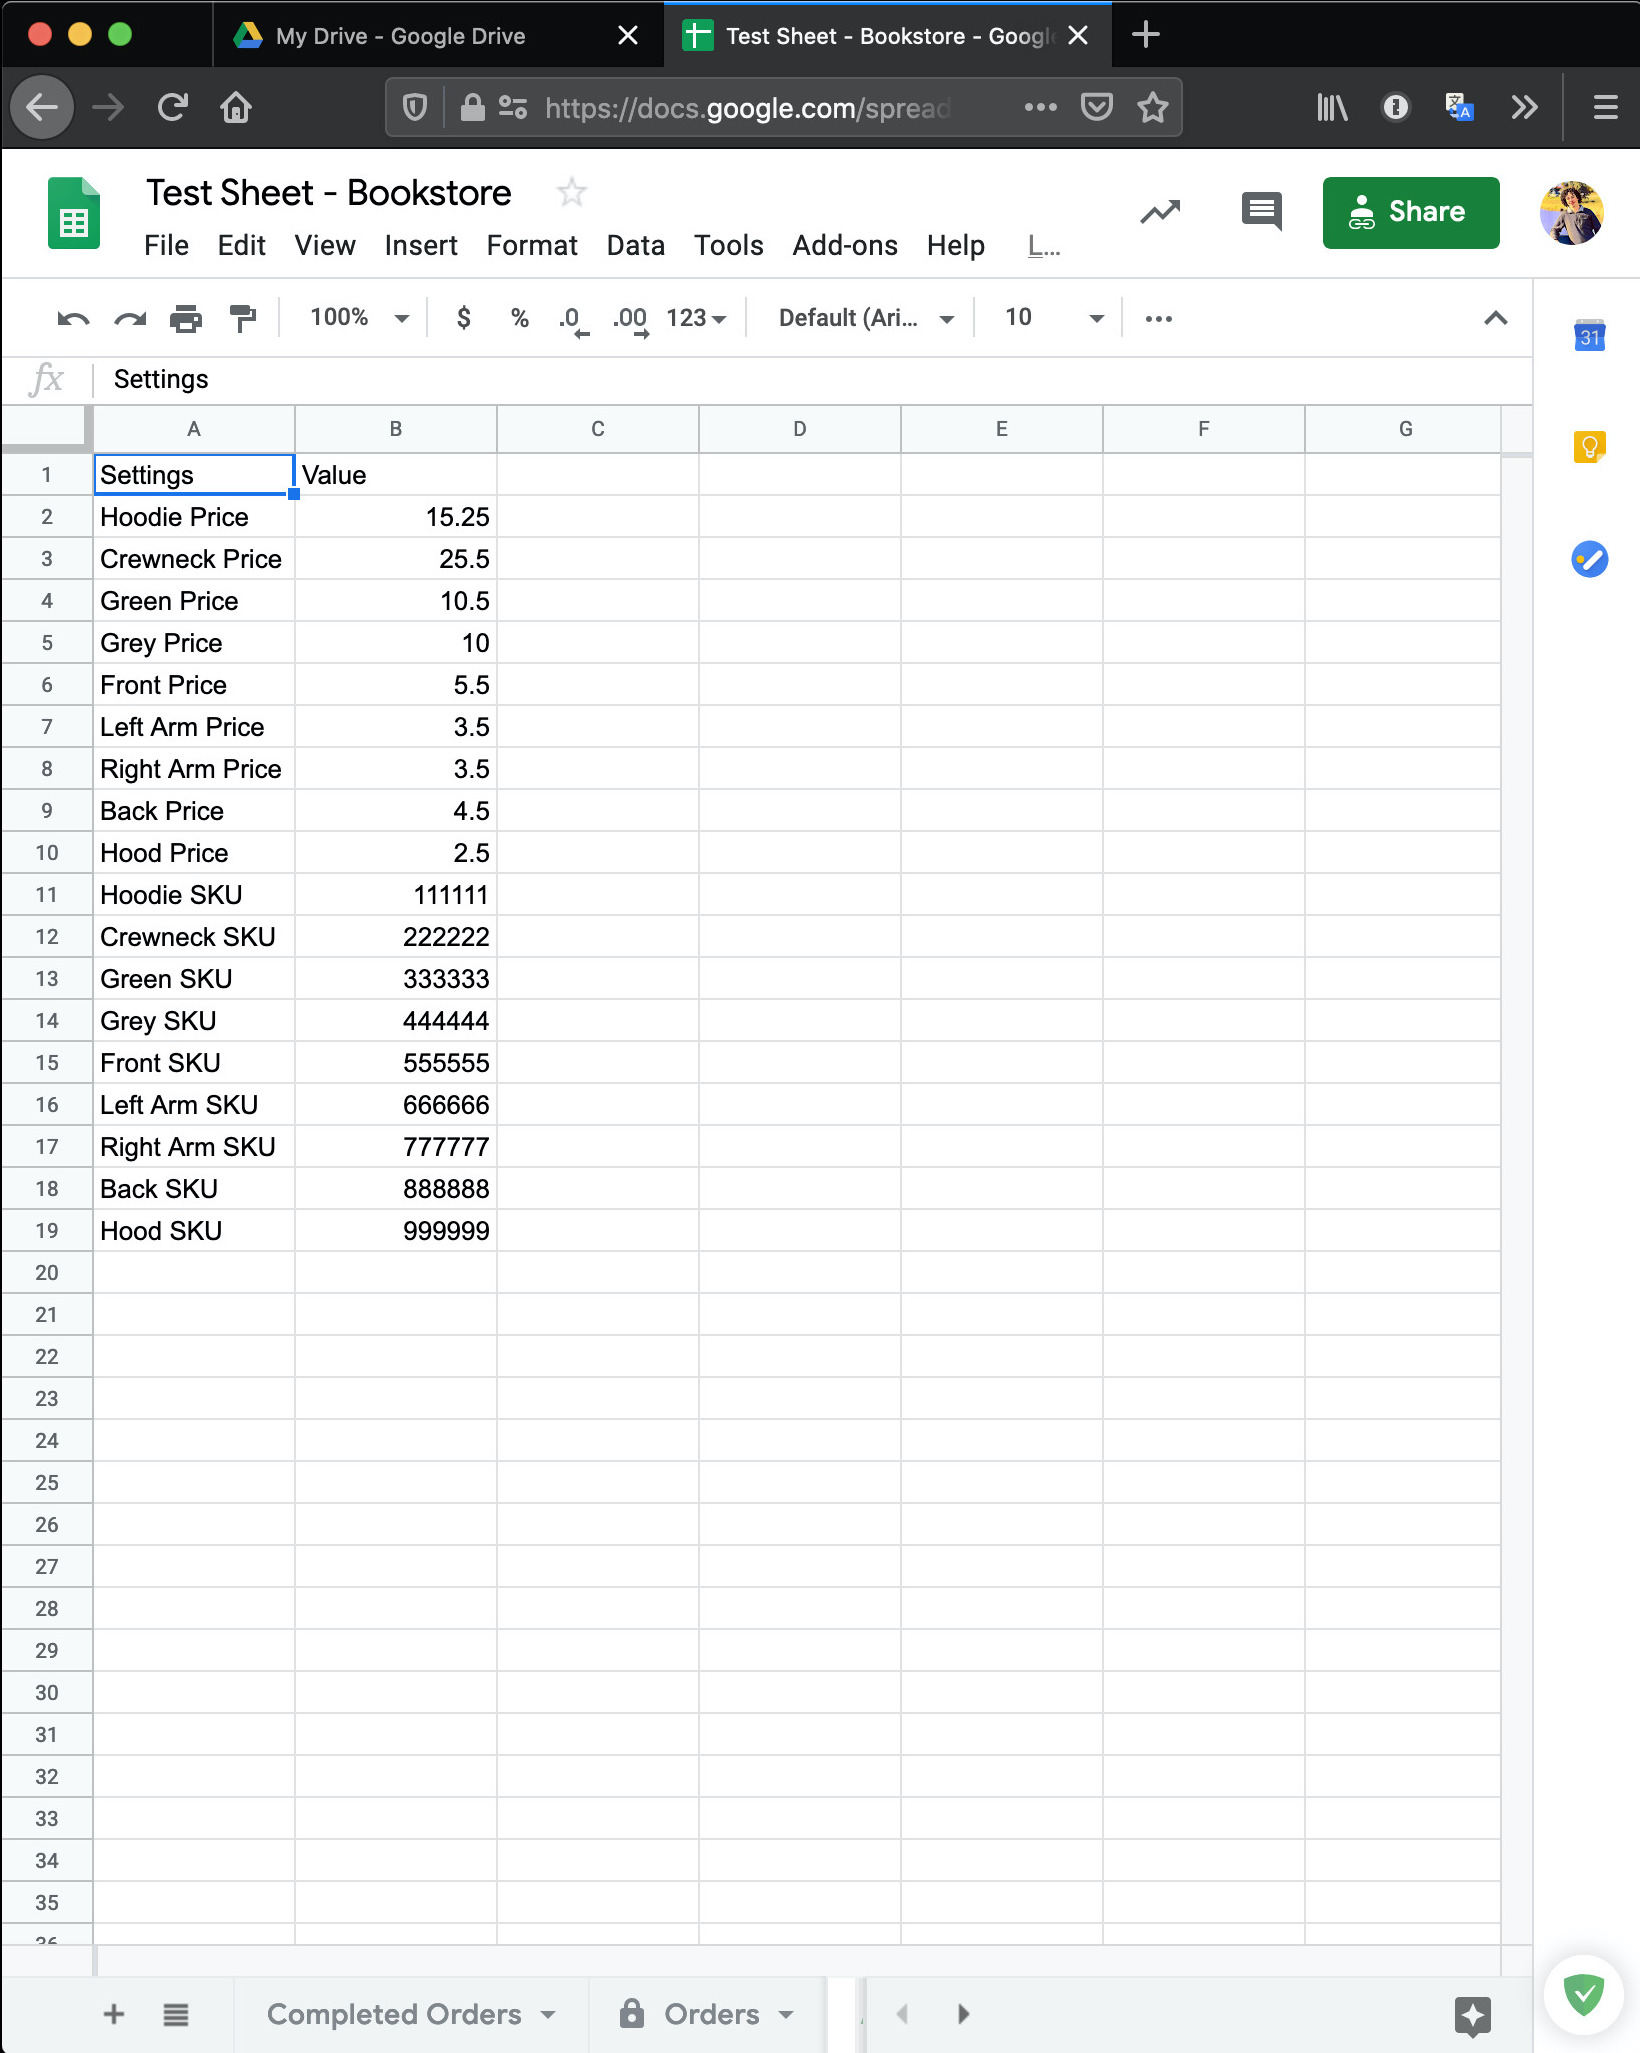 My Drive - Google Drive
Test Sheet - Bookstore - Googl
https://docs.google.com/spread
Test Sheet - Bookstore
File Edit View Insert Format Data Tools Add-ons Help L...
Share
100% $ % .0 .00 123 Default (Ari... 10
31
fx Settings
A B C D E F G
1 Settings Value
2 Hoodie Price 15.25
3 Crewneck Price 25.5
4 Green Price 10.5
5 Grey Price 10
6 Front Price 5.5
7 Left Arm Price 3.5
8 Right Arm Price 3.5
9 Back Price 4.5
10 Hood Price 2.5
11 Hoodie SKU 111111
12 Crewneck SKU 222222
13 Green SKU 333333
14 Grey SKU 444444
15 Front SKU 555555
16 Left Arm SKU 666666
17 Right Arm SKU 777777
18 Back SKU 888888
19 Hood SKU 999999
20
21
22
23
24
25
26
27
28
29
30
31
32
33
34
35
36
Completed Orders Orders